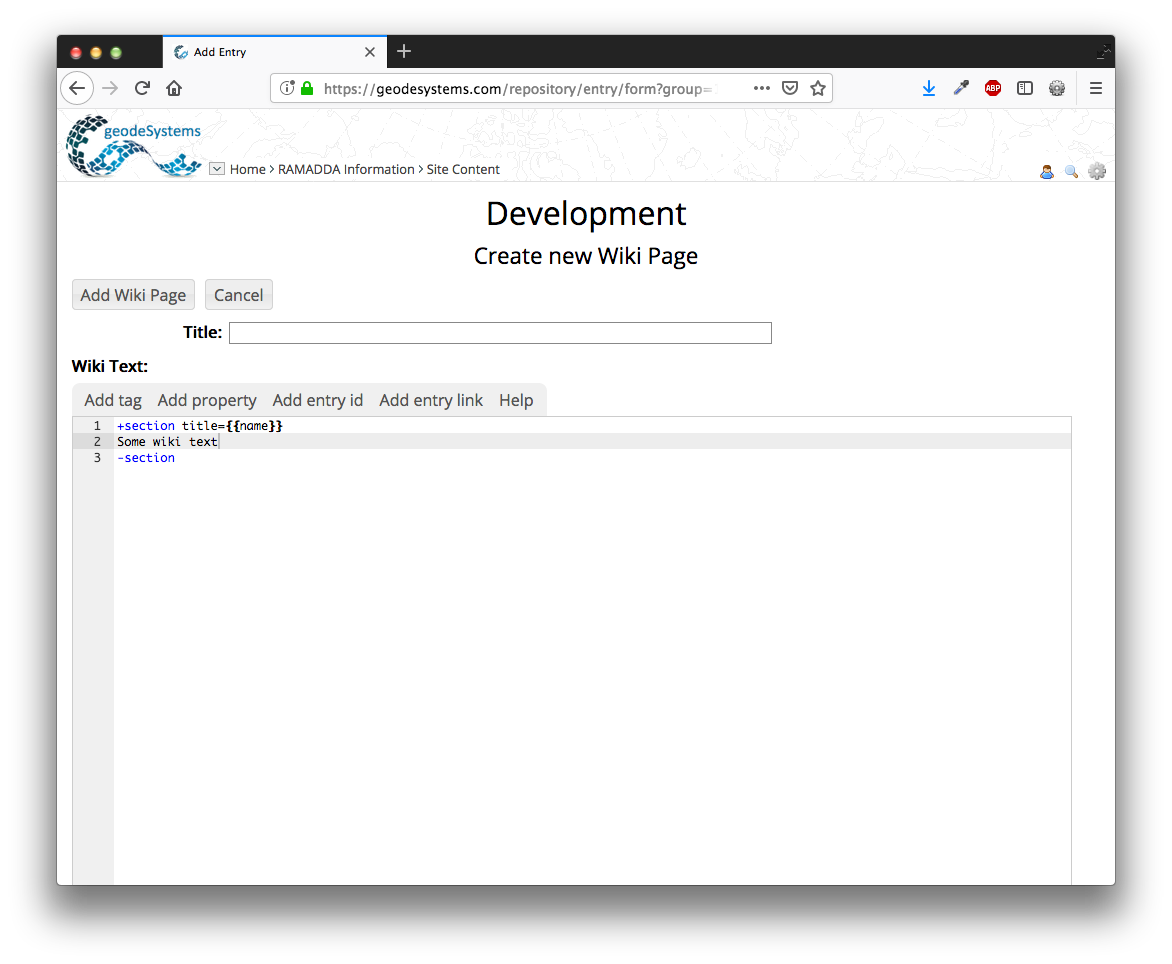 Add Entry
https://geodesystems.com/repository/entry/form?group=
ABP
geodeSystems
Home > RAMADDA Information > Site Content
Development
Create new Wiki Page
Add Wiki Page Cancel
Title:
Wiki Text:
Add tag Add property Add entry id Add entry link Help
1 +section title={{name}}
2 Some wiki text
3 -section